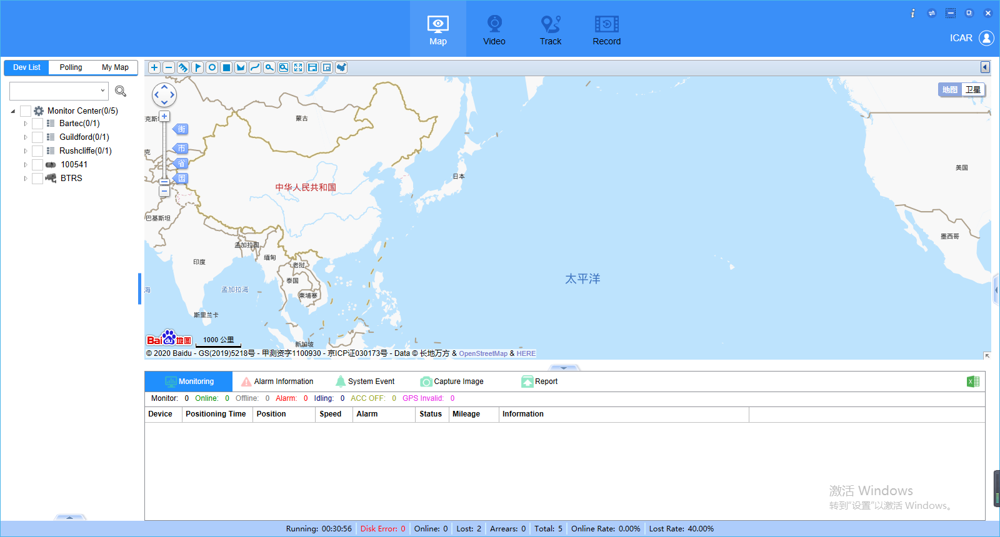 Map
Video
Track
Record
ICAR
Dev List
Polling
My Map
Monitor Center(0/5)
Bartec(0/1)
Guildford(0/1)
Rushcliffe(0/1)
100541
BTRS
地图
卫星
街
市
省
国
蒙古
克
日本
美国
中华人民共和国
巴基斯坦
墨西哥
孟加拉国
缅甸
印度
老挝
太平洋
泰国
孟加拉湾
海
柬埔寨
斯里兰卡
Bai du 地图
1000 公里
新加坡
© 2020 Baidu - GS(2019)5218号 - 甲测资字1100930 - 京ICP证030173号 - Data © 长地万方 & OpenStreetMap & HERE
Monitoring
Alarm Information
System Event
Capture Image
Report
Monitor: 0 Online: 0 Offline: 0 Alarm: 0 Idling: 0 ACC OFF: 0 GPS Invalid: 0
Device Positioning Time Position Speed Alarm Status Mileage Information
激活 Windows
转到"设置"以激活 Windows。
Running: 00:30:56 Disk Error: 0 Online: 0 Lost: 2 Arrears: 0 Total: 5 Online Rate: 0.00% Lost Rate: 40.00%